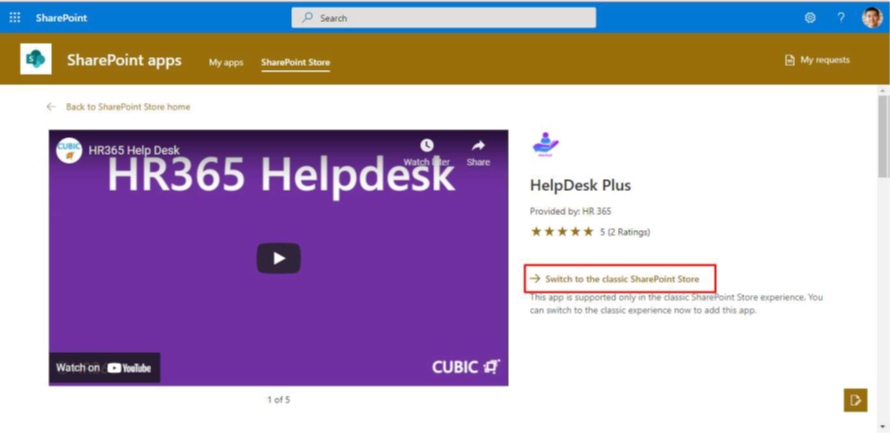 SharePoint
Search
?
SharePoint apps
My apps
SharePoint Store
My requests
Back to SharePoint Store home
CUBIC
HR365 Help Desk
Watch later
Share
HR365 Helpdesk
Watch on YouTube
CUBIC
1 of 5
HelpDesk Plus
Provided by: HR 365
5 (2 Ratings)
Switch to the classic SharePoint Store
This app is supported only in the classic SharePoint Store experience. You
can switch to the classic experience now to add this app.